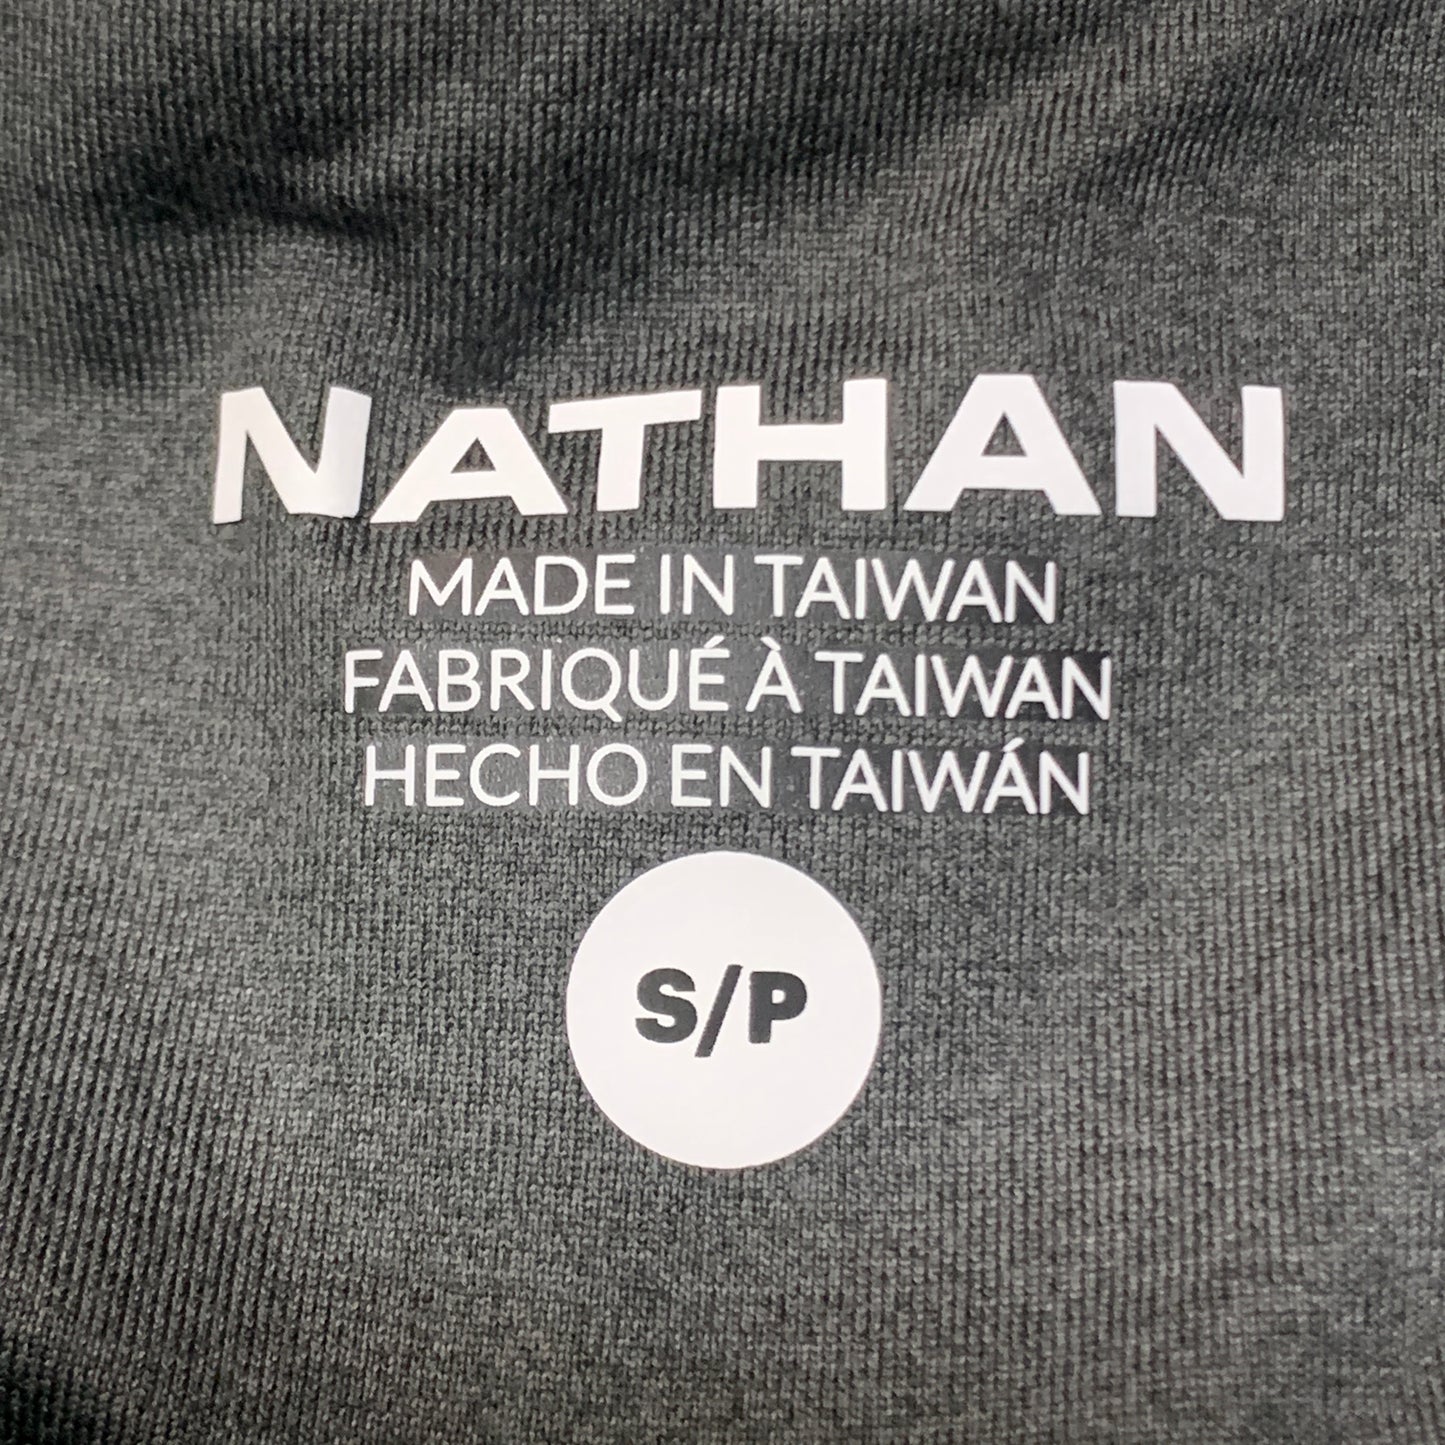 NATHAN
MADE IN TAIWAN
FABRIQUÉ À TAIWAN
HECHO EN TAIWÁN
S/P